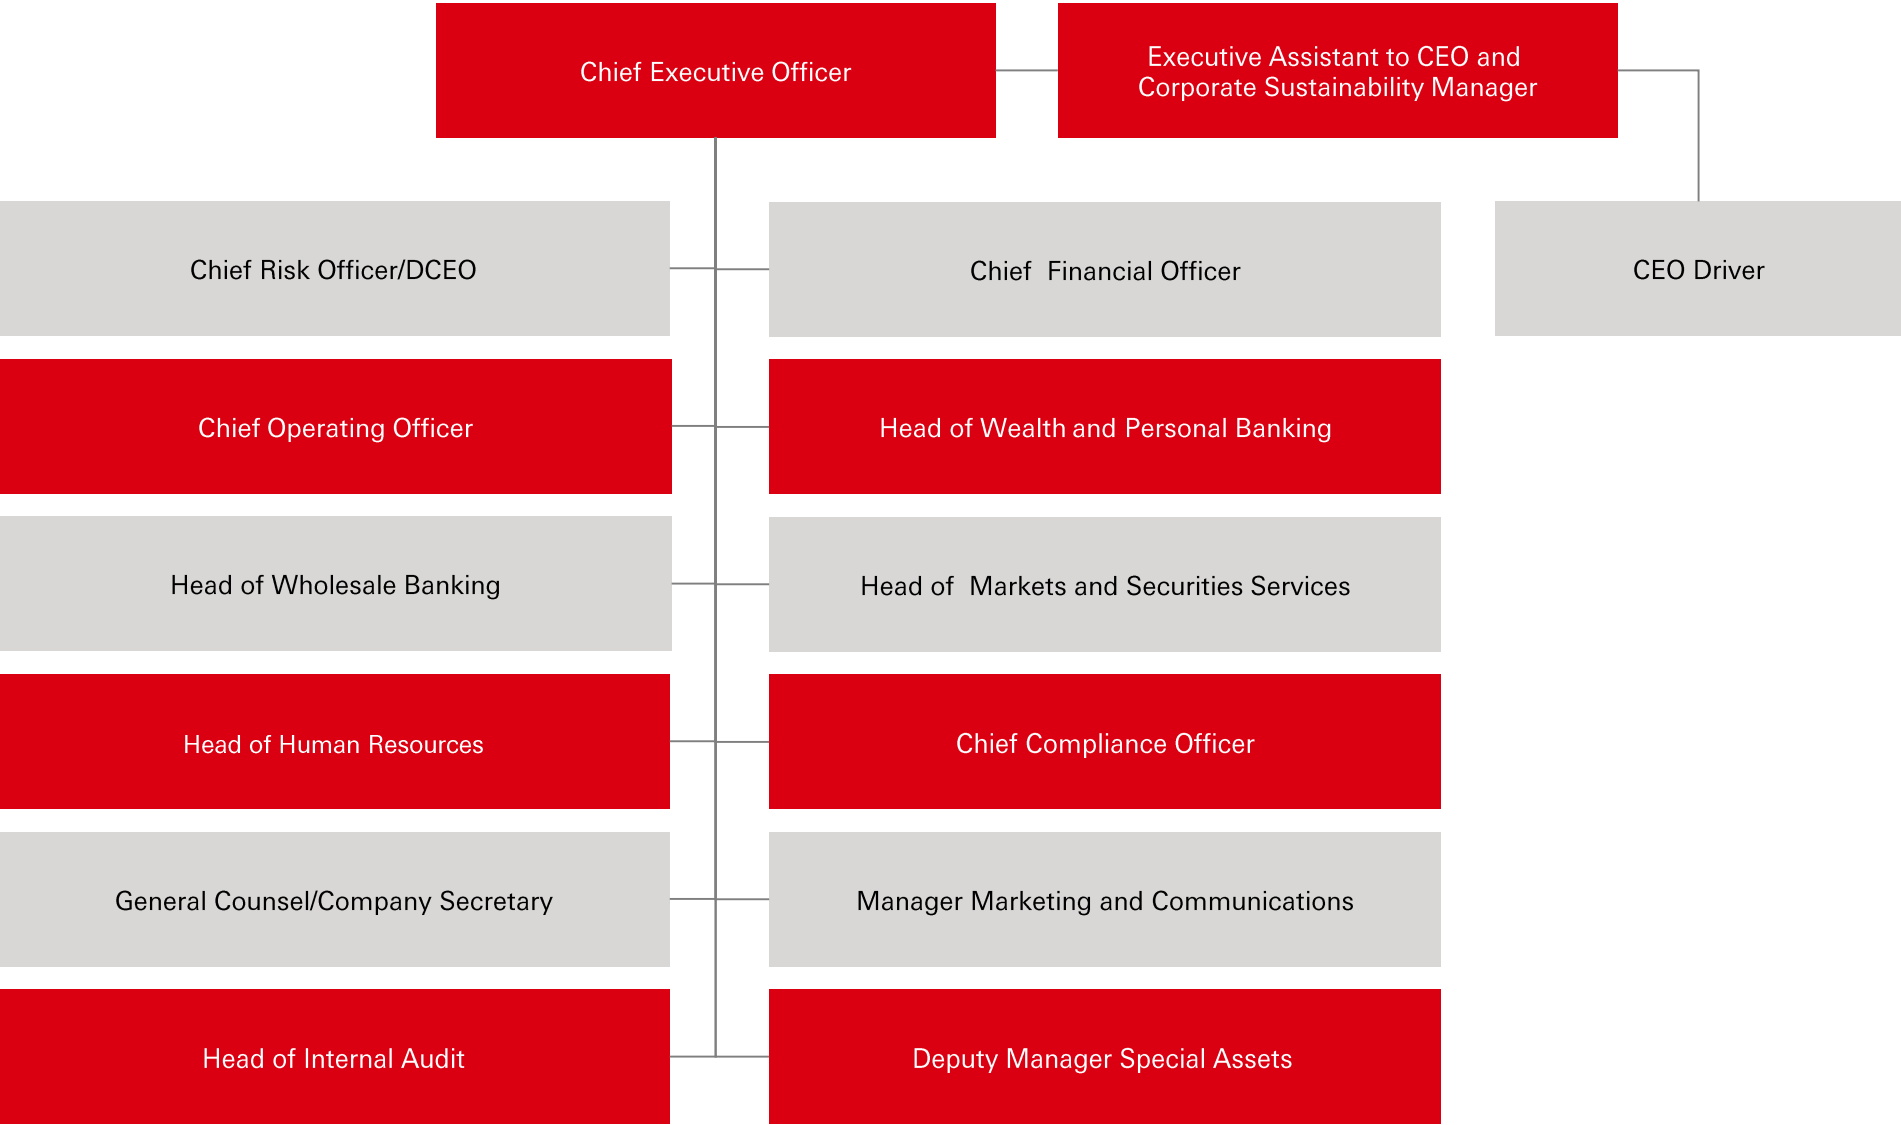 Chief Executive Officer
Executive Assistant to CEO and
Corporate Sustainability Manager
Chief Risk Officer/DCEO
Chief Financial Officer
CEO Driver
Chief Operating Officer
Head of Wealth and Personal Banking
Head of Wholesale Banking
Head of Markets and Securities Services
Head of Human Resources
Chief Compliance Officer
General Counsel/Company Secretary
Manager Marketing and Communications
Head of Internal Audit
Deputy Manager Special Assets